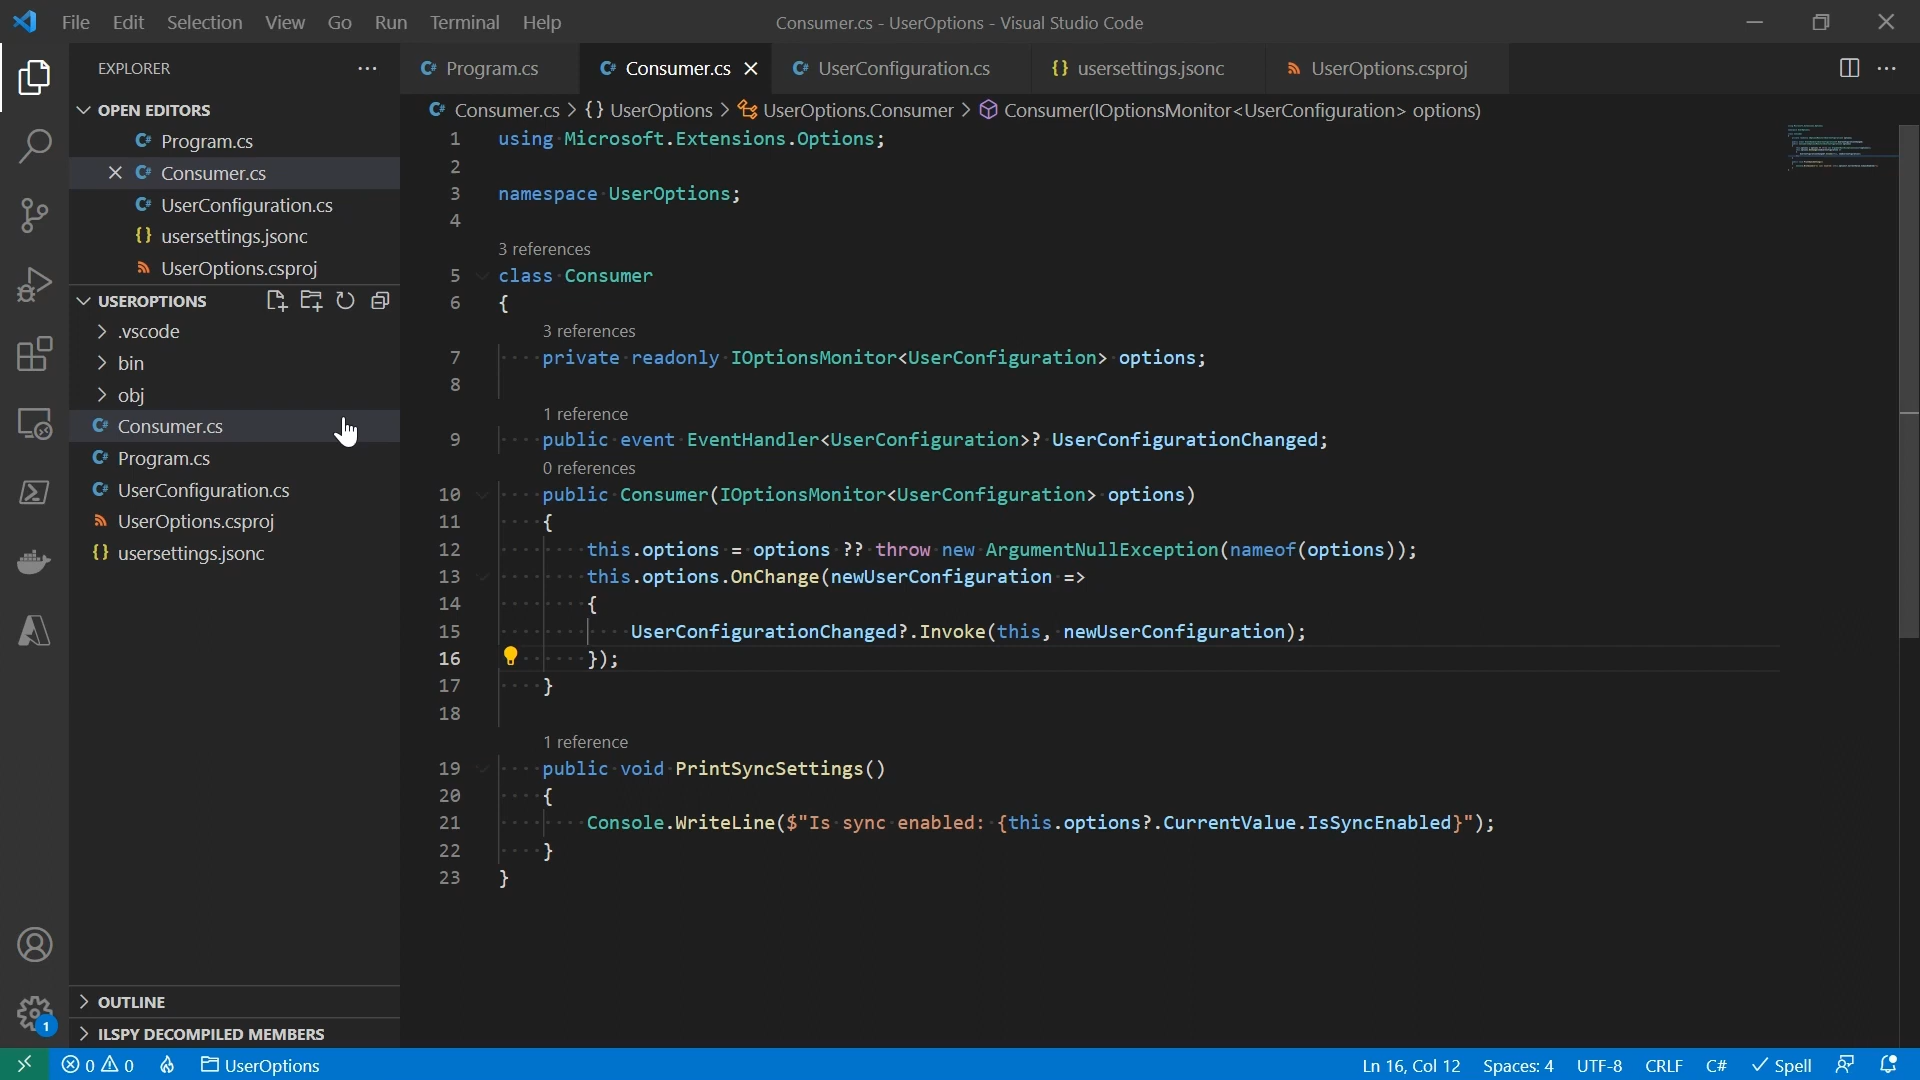 File Edit Selection View Go Run Terminal Help
Consumer.cs - UserOptions - Visual Studio Code
EXPLORER
OPEN EDITORS
Program.cs
Consumer.cs
UserConfiguration.cs
usersettings.jsonc
UserOptions.csproj
USEROPTIONS
.vscode
bin
obj
Consumer.cs
Program.cs
UserConfiguration.cs
UserOptions.csproj
usersettings.jsonc
OUTLINE
ILSPY DECOMPILED MEMBERS
Program.cs Consumer.cs UserConfiguration.cs usersettings.jsonc UserOptions.csproj
Consumer.cs > {} UserOptions > UserOptions.Consumer > Consumer(IOptionsMonitor<UserConfiguration> options)
1 using Microsoft.Extensions.Options;
2
3 namespace UserOptions;
4
3 references
5 class Consumer
6 {
3 references
7 private readonly IOptionsMonitor<UserConfiguration> options;
8
1 reference
9 public event EventHandler<UserConfiguration>? UserConfigurationChanged;
0 references
10 public Consumer(IOptionsMonitor<UserConfiguration> options)
11 {
12 this.options = options ?? throw new ArgumentNullException(nameof(options));
13 this.options.OnChange(newUserConfiguration =>
14 {
15 UserConfigurationChanged?.Invoke(this, newUserConfiguration);
16 });
17 }
18
1 reference
19 public void PrintSyncSettings()
20 {
21 Console.WriteLine($"Is sync enabled: {this.options?.CurrentValue.IsSyncEnabled}");
22 }
23 }
1
0 0 UserOptions Ln 16, Col 12 Spaces: 4 UTF-8 CRLF C# Spell